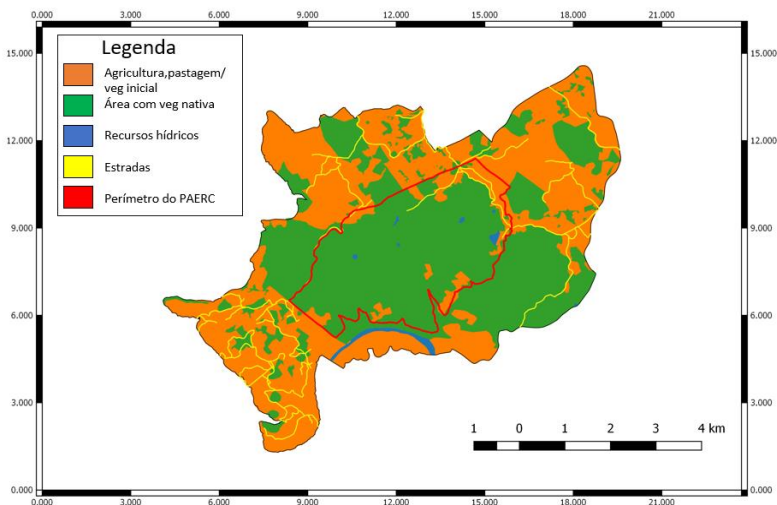 0.000 3.000 6.000 9.000 12.000 15.000 18.000 21.000
15.000 15.000
Legenda
Agricultura,pastagem/
veg inicial
Área com veg nativa
Recursos hídricos
Estradas
Perímetro do PAERC
12.000 12.000
9.000 9.000
6.000 6.000
3.000 3.000
1 0 1 2 3 4 km
0.000 0.000
0.000 3.000 6.000 9.000 12.000 15.000 18.000 21.000